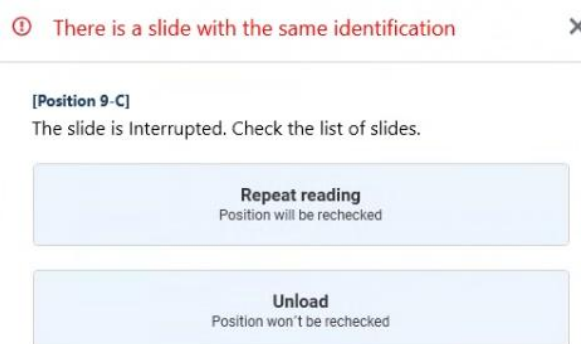 There is a slide with the same identification
[Position 9-C]
The slide is Interrupted. Check the list of slides.
Repeat reading
Position will be rechecked
Unload
Position won´t be rechecked